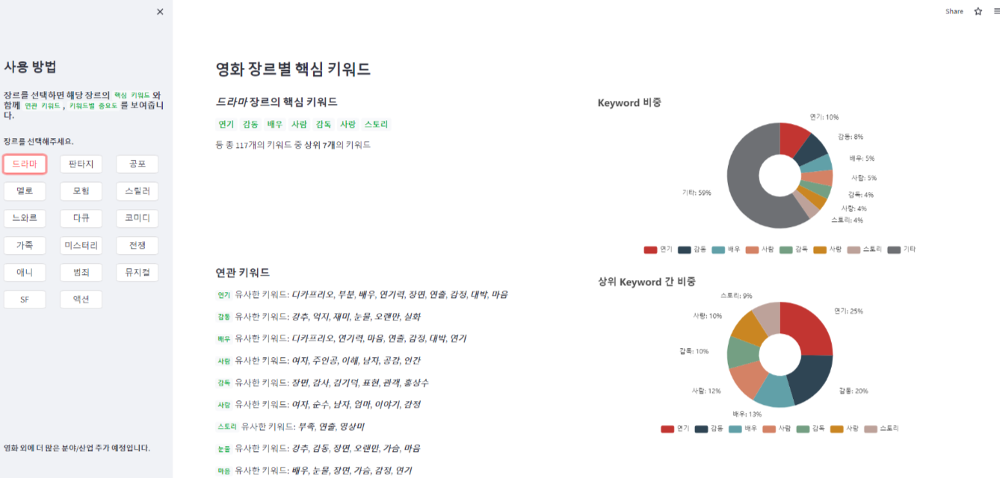 Share
사용 방법
장르를 선택하면 해당 장르의 핵심 키워드 와
함께 연관 키워드 , 키워드별 중요도 를 보여줍니
다.
장르를 선택해주세요.
드라마 판타지 공포
멜로 모험 스릴러
느와르 다큐 코미디
가족 미스터리 전쟁
애니 범죄 뮤지컬
SF 액션
영화 외에 더 많은 분야/산업 추가 예정입니다.
영화 장르별 핵심 키워드
드라마 장르의 핵심 키워드
연기 감동 배우 사람 감독 사랑 스토리
등 총 117개의 키워드 중 상위 7개의 키워드
연관 키워드
연기 유사한 키워드: 디카프리오, 부분, 배우, 연기력, 장면, 연출, 감정, 대박, 마음
감동 유사한 키워드: 강추, 억지, 재미, 눈물, 오랜만, 실화
배우 유사한 키워드: 디카프리오, 연기력, 마음, 연출, 감정, 대박, 연기
사람 유사한 키워드: 여자, 주인공, 이해, 남자, 공감, 인간
감독 유사한 키워드: 장면, 감사, 김기덕, 표현, 관객, 홍상수
사랑 유사한 키워드: 여자, 순수, 남자, 엄마, 이야기, 감정
스토리 유사한 키워드: 부족, 연출, 영상미
눈물 유사한 키워드: 강추, 감동, 장면, 오랜만, 가슴, 마음
마음 유사한 키워드: 배우, 눈물, 장면, 가슴, 감정, 연기
Keyword 비중
연기: 10%
감동: 8%
배우: 5%
사람: 5%
감독: 4%
사랑: 4%
스토리: 4%
기타: 59%
연기 감동 배우 사람 감독 사랑 스토리 기타
상위 Keyword 간 비중
스토리: 9%
연기: 25%
사랑: 10%
감독: 10%
사람: 12%
감동: 20%
배우: 13%
연기 감동 배우 사람 감독 사랑 스토리